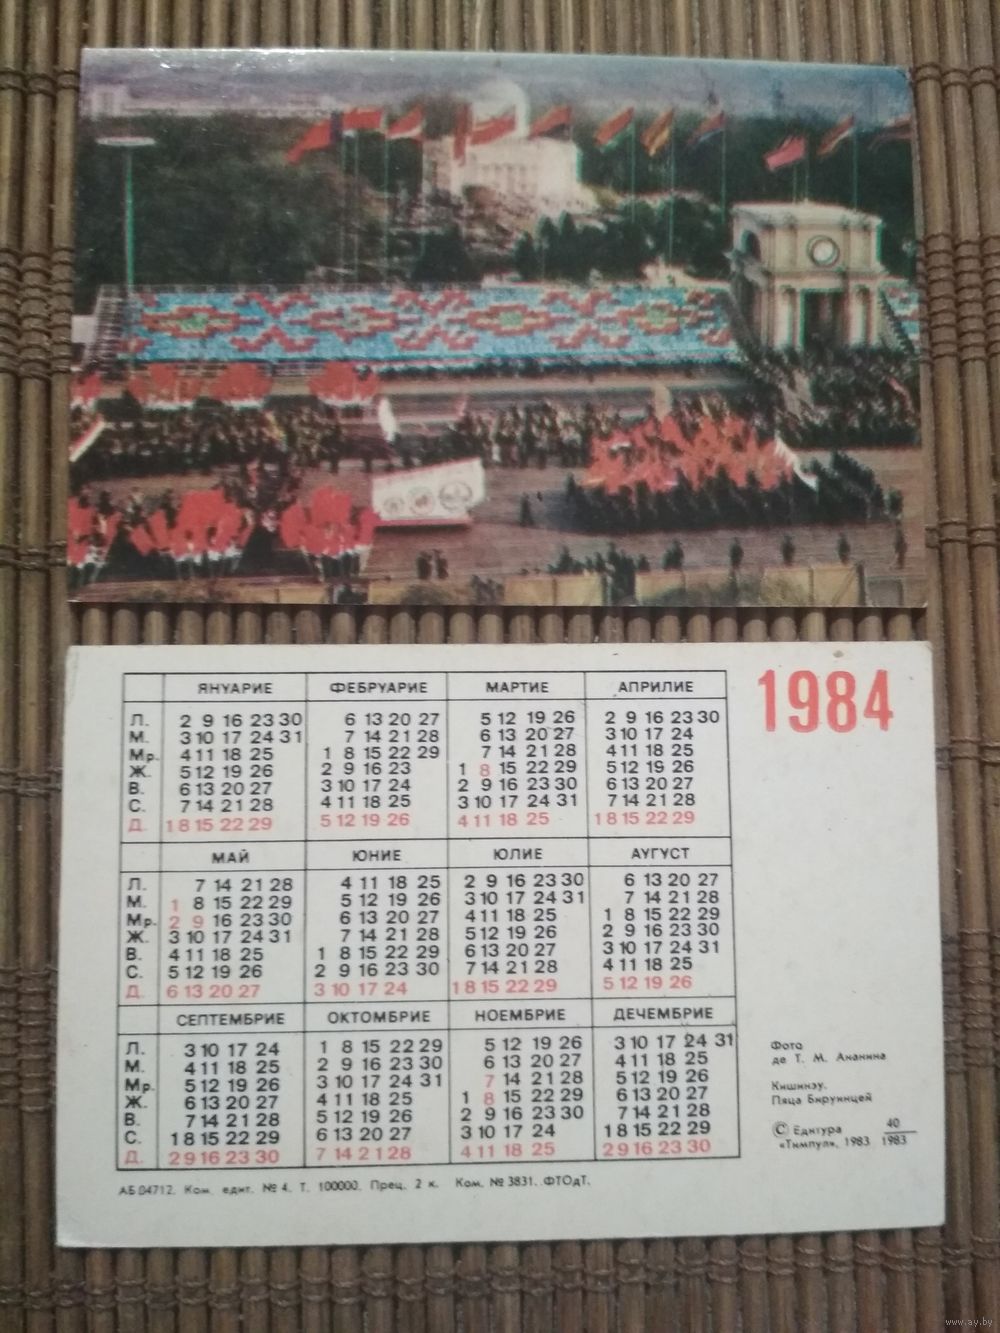 1984
ЯНУАРИЕ ФЕБРУАРИЕ МАРТИЕ АПРИЛИЕ
Л. 2 9 16 23 30 6 13 20 27 5 12 19 26 2 9 16 23 30
М. 3 10 17 24 31 7 14 21 28 6 13 20 27 3 10 17 24
Мр. 4 11 18 25 1 8 15 22 29 7 14 21 28 4 11 18 25
Ж. 5 12 19 26 2 9 16 23 1 8 15 22 29 5 12 19 26
В. 6 13 20 27 3 10 17 24 2 9 16 23 30 6 13 20 27
С. 7 14 21 28 4 11 18 25 3 10 17 24 31 7 14 21 28
Д. 1 8 15 22 29 5 12 19 26 4 11 18 25 1 8 15 22 29
МАЙ ЮНИЕ ЮЛИЕ АУГУСТ
Л. 7 14 21 28 4 11 18 25 2 9 16 23 30 6 13 20 27
М. 1 8 15 22 29 5 12 19 26 3 10 17 24 31 7 14 21 28
Мр. 2 9 16 23 30 6 13 20 27 4 11 18 25 1 8 15 22 29
Ж. 3 10 17 24 31 7 14 21 28 5 12 19 26 2 9 16 23 30
В. 4 11 18 25 1 8 15 22 29 6 13 20 27 3 10 17 24 31
С. 5 12 19 26 2 9 16 23 30 7 14 21 28 4 11 18 25
Д. 6 13 20 27 3 10 17 24 1 8 15 22 29 5 12 19 26
СЕПТЕМБРИЕ ОКТОМБРИЕ НОЕМБРИЕ ДЕЧЕМБРИЕ
Л. 3 10 17 24 1 8 15 22 29 5 12 19 26 3 10 17 24 31
М. 4 11 18 25 2 9 16 23 30 6 13 20 27 4 11 18 25
Мр. 5 12 19 26 3 10 17 24 31 7 14 21 28 5 12 19 26
Ж. 6 13 20 27 4 11 18 25 1 8 15 22 29 6 13 20 27
В. 7 14 21 28 5 12 19 26 2 9 16 23 30 7 14 21 28
С. 1 8 15 22 29 6 13 20 27 3 10 17 24 1 8 15 22 29
Д. 2 9 16 23 30 7 14 21 28 4 11 18 25 2 9 16 23 30
Фото
де Т. М. Ананина
Кишинэу.
Пяца Бируинцей
© Едитура
«Тимпул», 1983 40/1983
АБ 04712. Ком. едит. № 4. Т. 100000. Прец. 2 к. Ком. № 3831. ФТОдТ.
www.ay.by